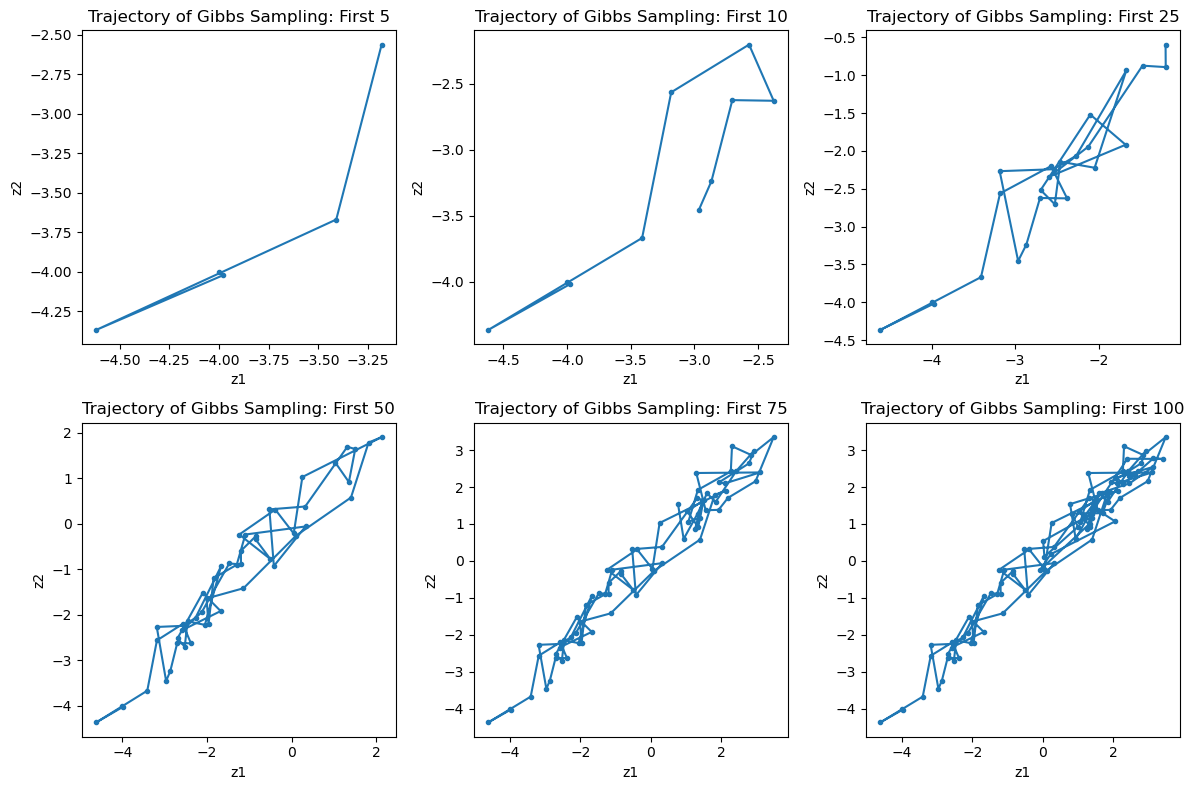 Trajectory of Gibbs Sampling: First 5
−2.50
−2.75
−3.00
−3.25
−3.50
−3.75
−4.00
−4.25
z2
−4.50 −4.25 −4.00 −3.75 −3.50 −3.25
z1
Trajectory of Gibbs Sampling: First 10
−2.5
−3.0
−3.5
−4.0
z2
−4.5 −4.0 −3.5 −3.0 −2.5
z1
Trajectory of Gibbs Sampling: First 25
−0.5
−1.0
−1.5
−2.0
−2.5
−3.0
−3.5
−4.0
−4.5
z2
−4 −3 −2
z1
Trajectory of Gibbs Sampling: First 50
2
1
0
−1
−2
−3
−4
z2
−4 −2 0 2
z1
Trajectory of Gibbs Sampling: First 75
3
2
1
0
−1
−2
−3
−4
z2
−4 −2 0 2
z1
Trajectory of Gibbs Sampling: First 100
3
2
1
0
−1
−2
−3
−4
z2
−4 −2 0 2
z1